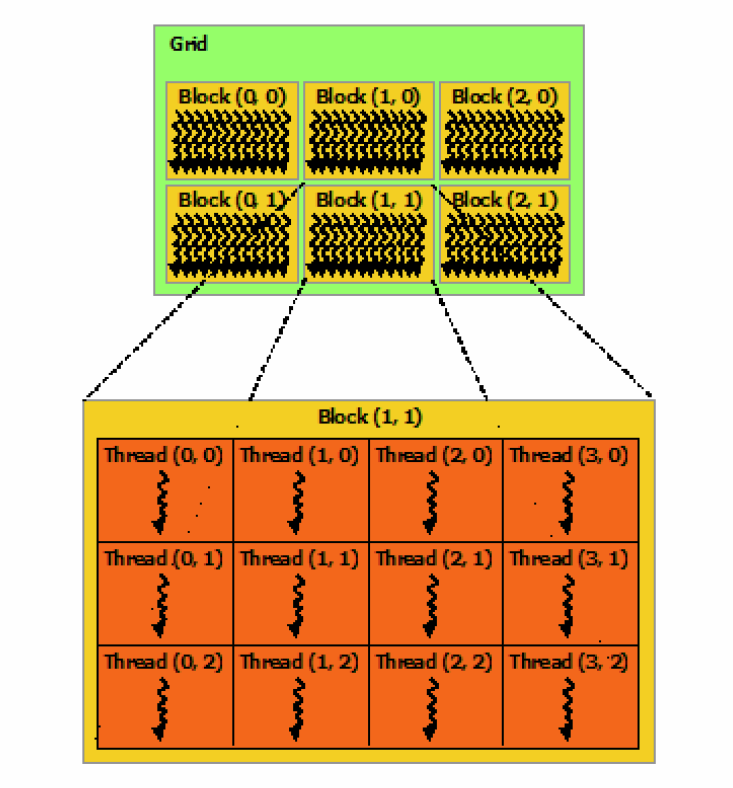 Grid
Block (0, 0) Block (1, 0) Block (2, 0)
Block (0, 1) Block (1, 1) Block (2, 1)
Block (1, 1)
Thread (0, 0) Thread (1, 0) Thread (2, 0) Thread (3, 0)
Thread (0, 1) Thread (1, 1) Thread (2, 1) Thread (3, 1)
Thread (0, 2) Thread (1, 2) Thread (2, 2) Thread (3, 2)